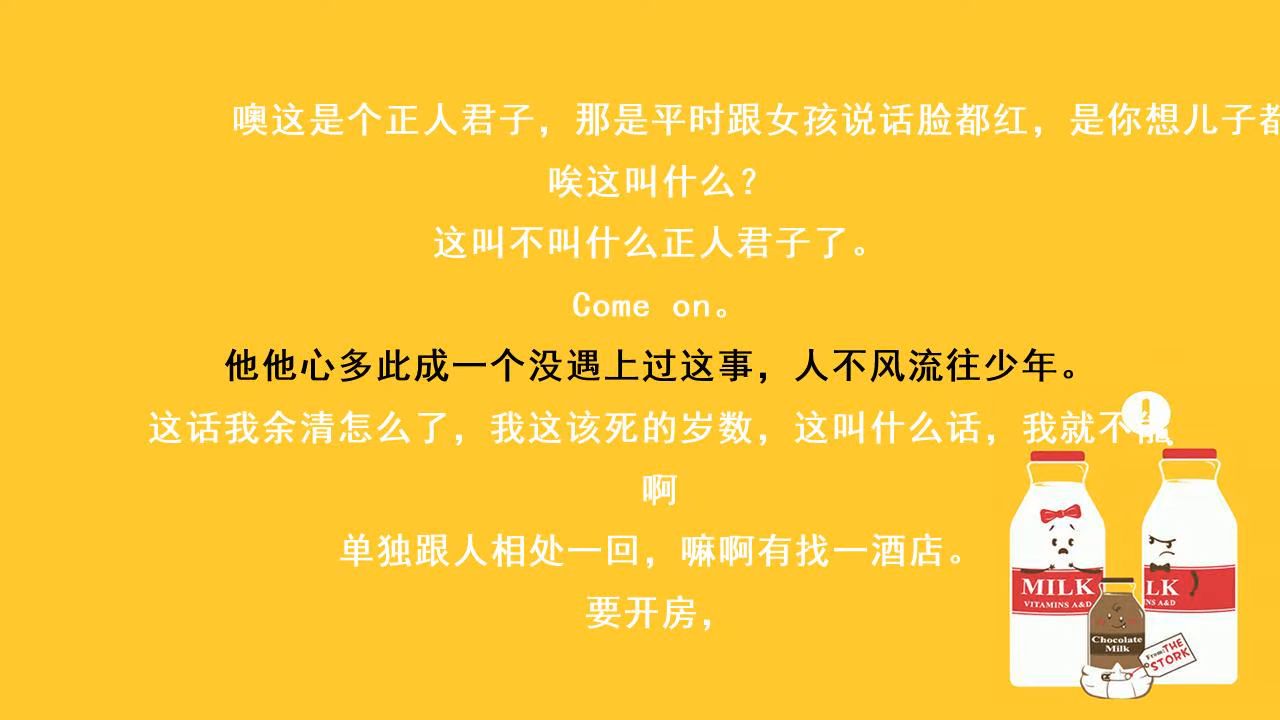 噢这是个正人君子，那是平时跟女孩说话脸都红，是你想儿子都
唉这叫什么？
这叫不叫什么正人君子了。
Come on。
他他心多此成一个没遇上过这事，人不风流往少年。
这话我余清怎么了，我这该死的岁数，这叫什么话，我就不能
啊
单独跟人相处一回，嘛啊有找一酒店。
要开房，
MILK
VITAMINS A&D
LK
NS A&D
Chocolate
Milk
From: THE
STORK